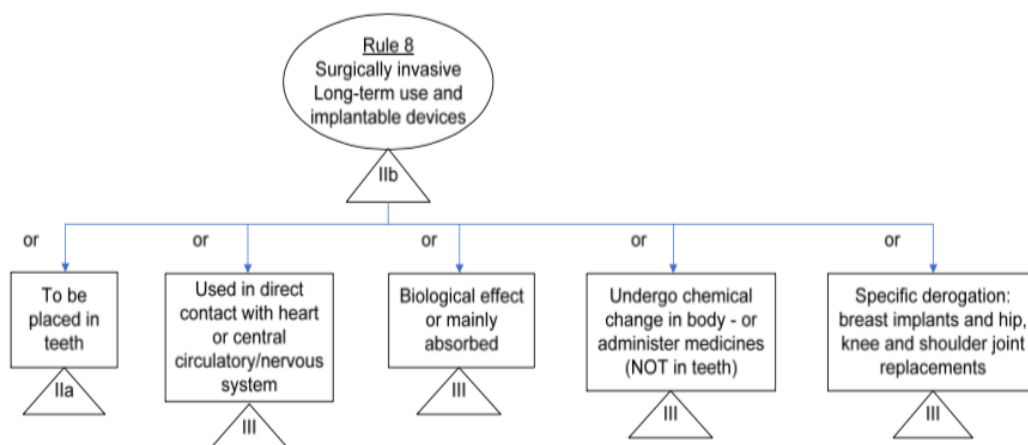 Rule 8
Surgically invasive
Long-term use and
implantable devices
IIb
or
or
or
or
or
To be
placed in
teeth
IIa
Used in direct
contact with heart
or central
circulatory/nervous
system
III
Biological effect
or mainly
absorbed
III
Undergo chemical
change in body - or
administer medicines
(NOT in teeth)
III
Specific derogation:
breast implants and hip,
knee and shoulder joint
replacements
III